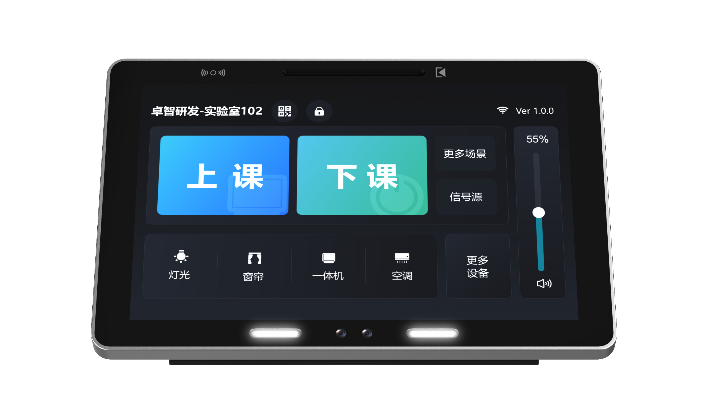 卓智研发-实验室102
Ver 1.0.0
上课
下课
更多场景
信号源
55%
灯光
窗帘
一体机
空调
更多
设备